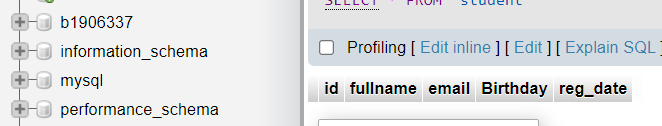 b1906337
information_schema
mysql
performance_schema
SELECT * FROM `student`
Profiling [ Edit inline ] [ Edit ] [ Explain SQL ]
id fullname email Birthday reg_date